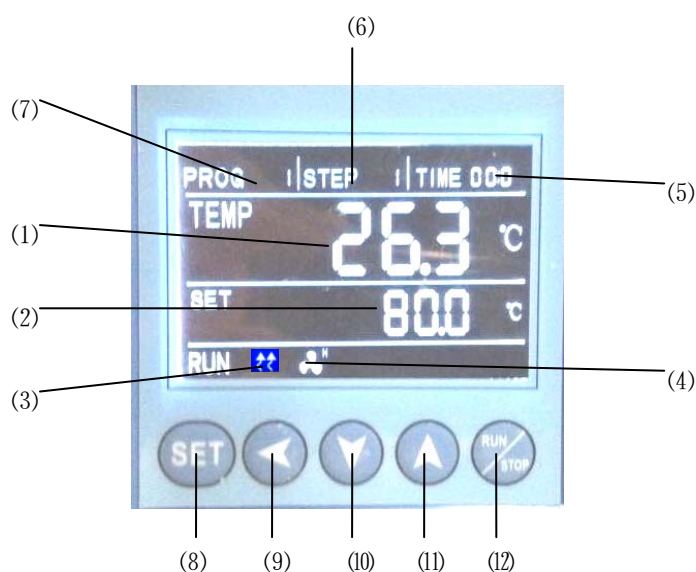 (6)
(7)
PROG 1 STEP 1 TIME 000
(5)
TEMP 26.3 ℃
(1)
SET 80.0 ℃
(2)
RUN H
(3)
(4)
SET RUN STOP
(8) (9) (10) (11) (12)